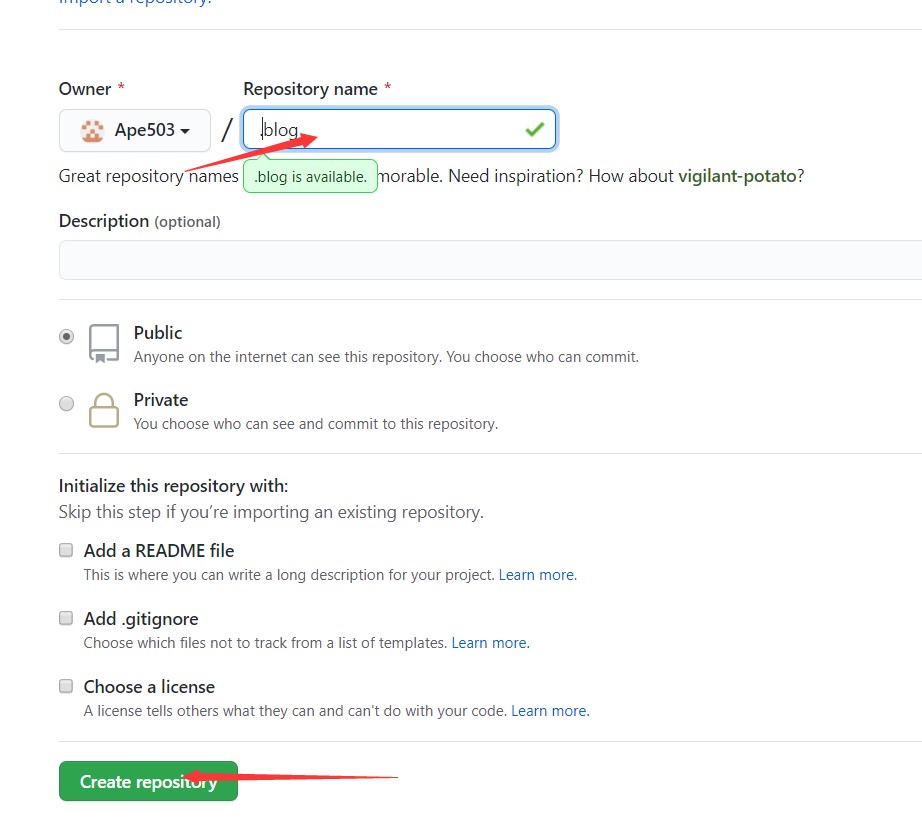 Import a repository.
Owner *
Repository name *
Ape503
/
.blog
Great repository names
.blog is available.
morable. Need inspiration? How about vigilant-potato?
Description (optional)
Public
Anyone on the internet can see this repository. You choose who can commit.
Private
You choose who can see and commit to this repository.
Initialize this repository with:
Skip this step if you’re importing an existing repository.
Add a README file
This is where you can write a long description for your project. Learn more.
Add .gitignore
Choose which files not to track from a list of templates. Learn more.
Choose a license
A license tells others what they can and can't do with your code. Learn more.
Create repository